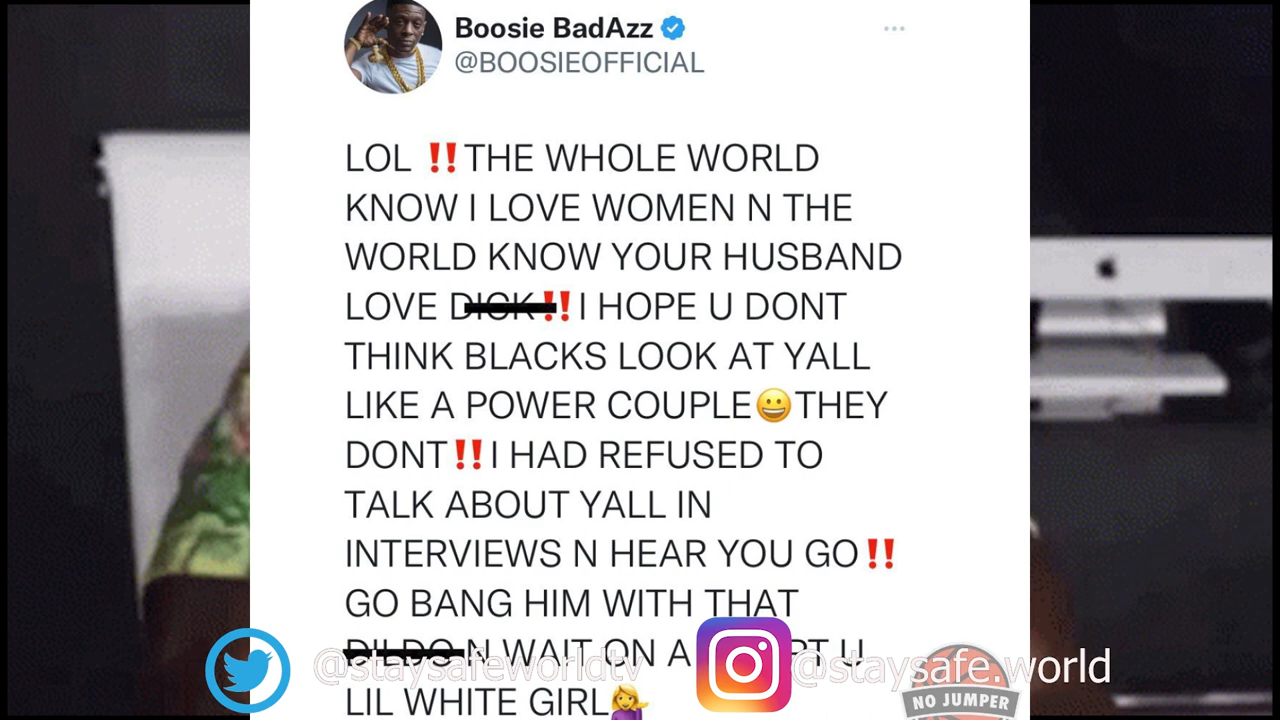 Boosie BadAzz
@BOOSIEOFFICIAL
LOL ‼️THE WHOLE WORLD
KNOW I LOVE WOMEN N THE
WORLD KNOW YOUR HUSBAND
LOVE DICK‼️I HOPE U DONT
THINK BLACKS LOOK AT YALL
LIKE A POWER COUPLE😀THEY
DONT‼️I HAD REFUSED TO
TALK ABOUT YALL IN
INTERVIEWS N HEAR YOU GO‼️
GO BANG HIM WITH THAT
DILDO N WAIT ON A PT U
LIL WHITE GIRL💁‍♀️
@staysafeworldtv
@staysafe.world
NO JUMPER